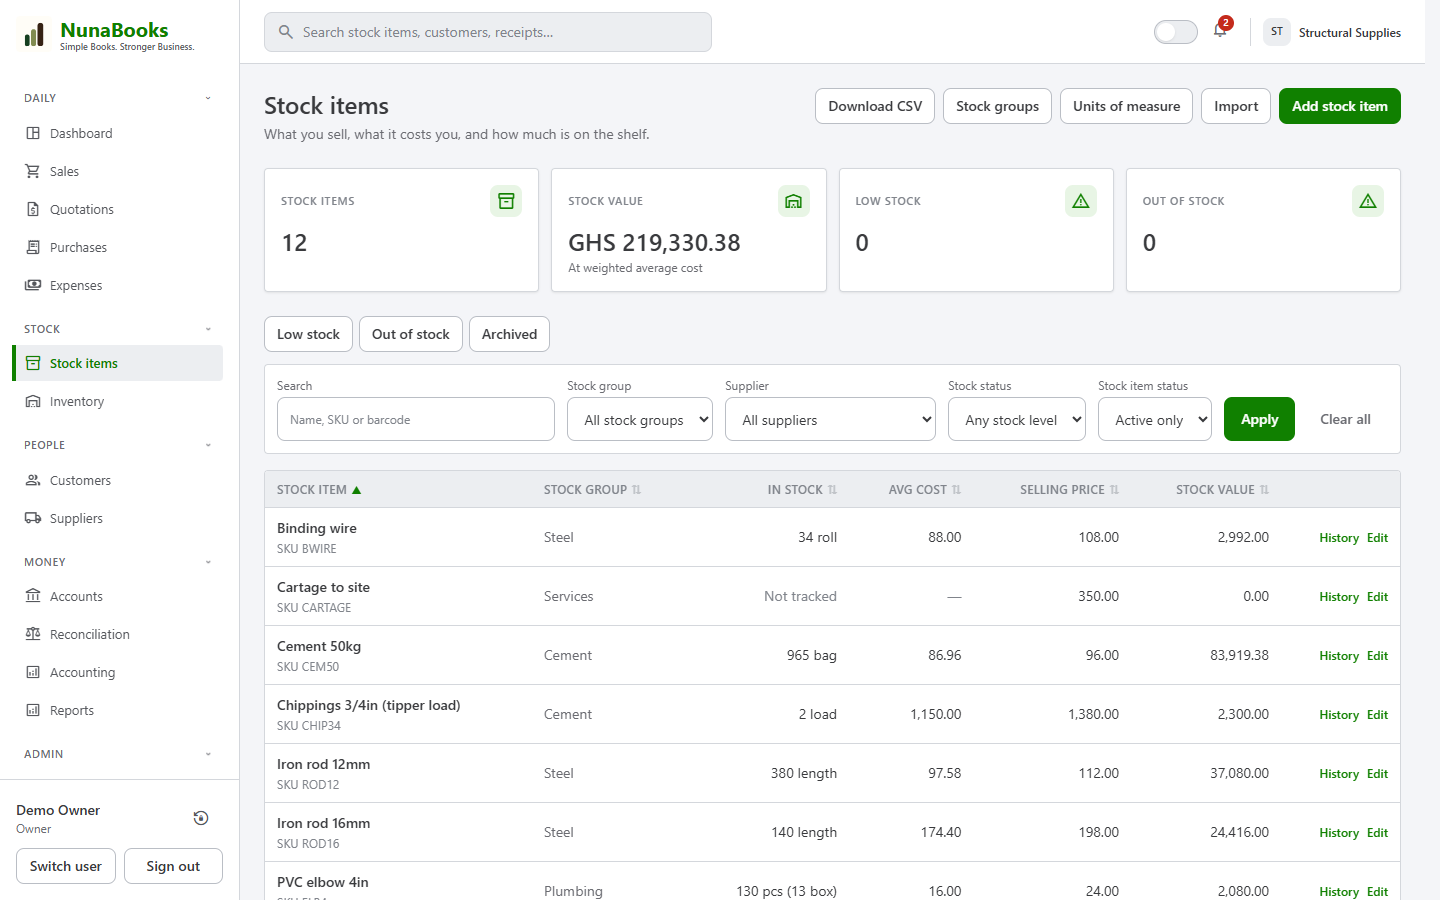 NunaBooks
Simple Books. Stronger Business.
DAILY
Dashboard
Sales
Quotations
Purchases
Expenses
STOCK
Stock items
Inventory
PEOPLE
Customers
Suppliers
MONEY
Accounts
Reconciliation
Accounting
Reports
ADMIN
Demo Owner
Owner
Switch user Sign out
Search stock items, customers, receipts...
2
ST Structural Supplies
Stock items
What you sell, what it costs you, and how much is on the shelf.
Download CSV Stock groups Units of measure Import Add stock item
STOCK ITEMS
12
STOCK VALUE
GHS 219,330.38
At weighted average cost
LOW STOCK
0
OUT OF STOCK
0
Low stock Out of stock Archived
Search Stock group Supplier Stock status Stock item status
Name, SKU or barcode All stock groups All suppliers Any stock level Active only Apply Clear all
STOCK ITEM STOCK GROUP IN STOCK AVG COST SELLING PRICE STOCK VALUE
Binding wire
SKU BWIRE
Steel 34 roll 88.00 108.00 2,992.00 History Edit
Cartage to site
SKU CARTAGE
Services Not tracked — 350.00 0.00 History Edit
Cement 50kg
SKU CEM50
Cement 965 bag 86.96 96.00 83,919.38 History Edit
Chippings 3/4in (tipper load)
SKU CHIP34
Cement 2 load 1,150.00 1,380.00 2,300.00 History Edit
Iron rod 12mm
SKU ROD12
Steel 380 length 97.58 112.00 37,080.00 History Edit
Iron rod 16mm
SKU ROD16
Steel 140 length 174.40 198.00 24,416.00 History Edit
PVC elbow 4in
Plumbing 130 pcs (13 box) 16.00 24.00 2,080.00 History Edit